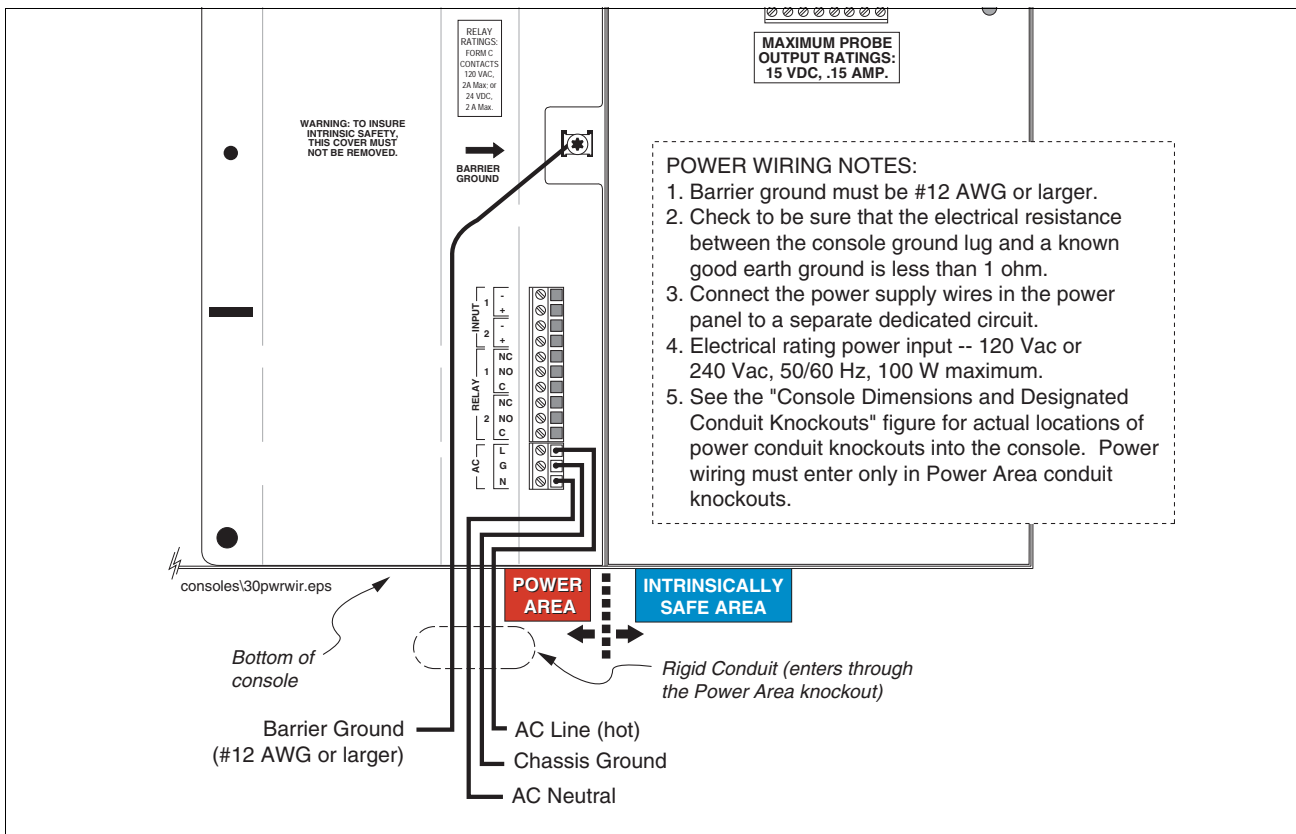 RELAY
RATINGS:
FORM C
CONTACTS
120 VAC,
2A Max; or
24 VDC,
2 A Max.
MAXIMUM PROBE
OUTPUT RATINGS:
15 VDC, .15 AMP.
WARNING: TO INSURE
INTRINSIC SAFETY,
THIS COVER MUST
NOT BE REMOVED.
BARRIER
GROUND
POWER WIRING NOTES:
1. Barrier ground must be #12 AWG or larger.
2. Check to be sure that the electrical resistance
between the console ground lug and a known
good earth ground is less than 1 ohm.
3. Connect the power supply wires in the power
panel to a separate dedicated circuit.
4. Electrical rating power input -- 120 Vac or
240 Vac, 50/60 Hz, 100 W maximum.
5. See the "Console Dimensions and Designated
Conduit Knockouts" figure for actual locations of
power conduit knockouts into the console. Power
wiring must enter only in Power Area conduit
knockouts.
INPUT
1
-
+
2
-
+
RELAY
1
NC
NO
C
2
NC
NO
C
AC
L
G
N
consoles\30pwrwir.eps
POWER
AREA
INTRINSICALLY
SAFE AREA
Bottom of
console
Rigid Conduit (enters through
the Power Area knockout)
Barrier Ground
(#12 AWG or larger)
AC Line (hot)
Chassis Ground
AC Neutral